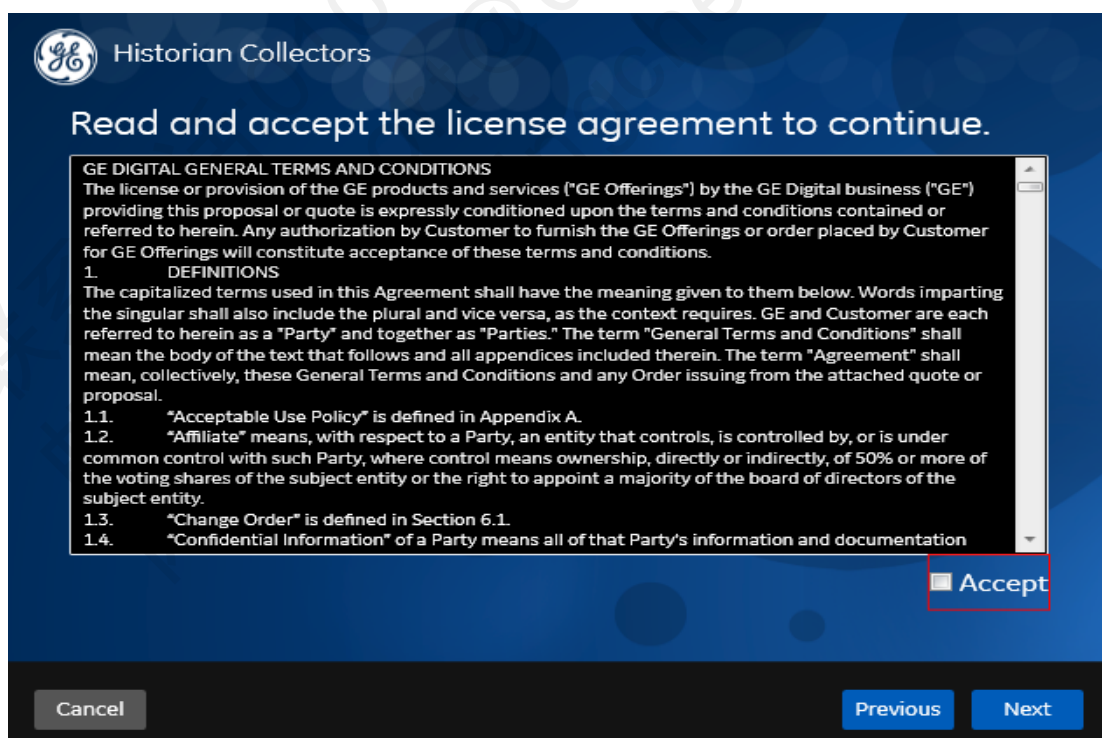 Historian Collectors
Read and accept the license agreement to continue.
GE DIGITAL GENERAL TERMS AND CONDITIONS
The license or provision of the GE products and services ("GE Offerings") by the GE Digital business ("GE")
providing this proposal or quote is expressly conditioned upon the terms and conditions contained or
referred to herein. Any authorization by Customer to furnish the GE Offerings or order placed by Customer
for GE Offerings will constitute acceptance of these terms and conditions.
1. DEFINITIONS
The capitalized terms used in this Agreement shall have the meaning given to them below. Words imparting
the singular shall also include the plural and vice versa, as the context requires. GE and Customer are each
referred to herein as a "Party" and together as "Parties." The term "General Terms and Conditions" shall
mean the body of the text that follows and all appendices included therein. The term "Agreement" shall
mean, collectively, these General Terms and Conditions and any Order issuing from the attached quote or
proposal.
1.1. “Acceptable Use Policy” is defined in Appendix A.
1.2. “Affiliate” means, with respect to a Party, an entity that controls, is controlled by, or is under
common control with such Party, where control means ownership, directly or indirectly, of 50% or more of
the voting shares of the subject entity or the right to appoint a majority of the board of directors of the
subject entity.
1.3. “Change Order” is defined in Section 6.1.
1.4. “Confidential Information” of a Party means all of that Party's information and documentation
Accept
Cancel
Previous
Next